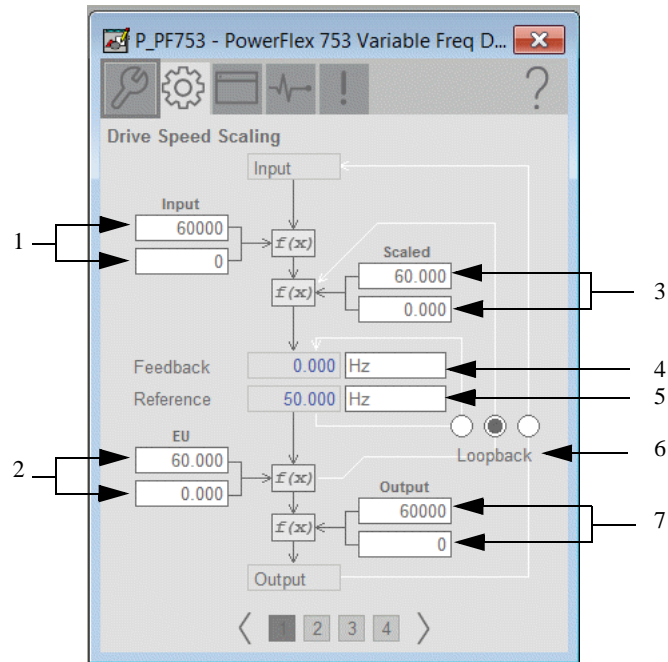 P_PF753 - PowerFlex 753 Variable Freq D...
?
Drive Speed Scaling
Input
Input
1
60000
0
f(x)
Scaled
f(x)
60.000
0.000
3
Feedback
0.000
Hz
4
Reference
50.000
Hz
5
EU
2
60.000
0.000
f(x)
Loopback
6
Output
f(x)
60000
0
7
Output
1 2 3 4